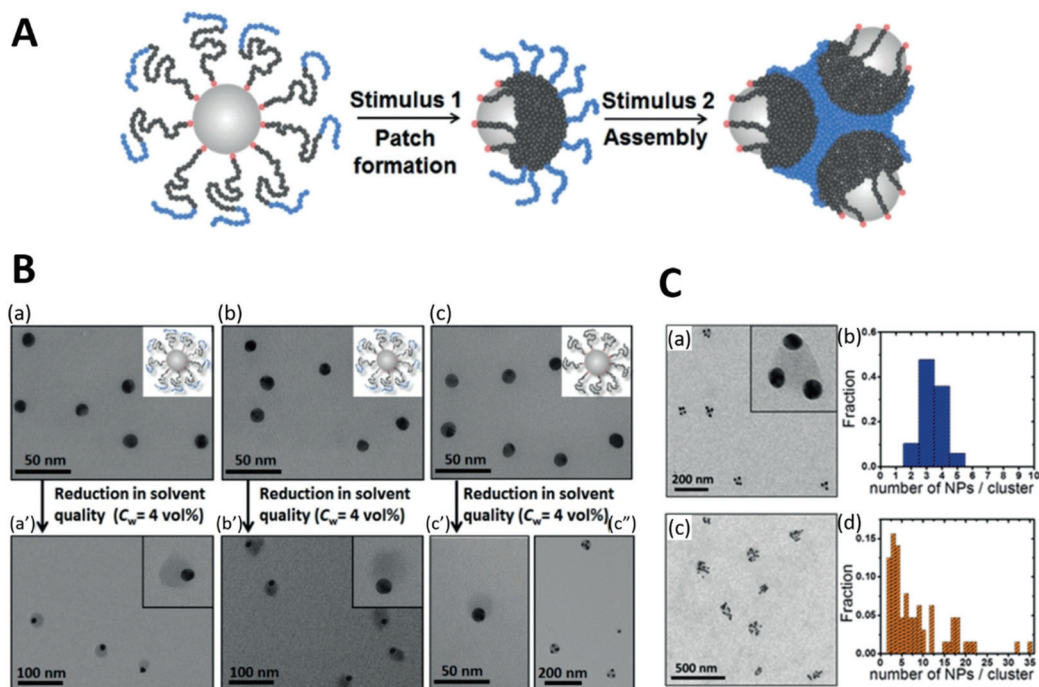 A
Stimulus 1
Patch
formation
Stimulus 2
Assembly
B
(a)
(b)
(c)
50 nm
50 nm
50 nm
Reduction in solvent
quality (Cw= 4 vol%)
Reduction in solvent
quality (Cw= 4 vol%)
Reduction in solvent
quality (Cw= 4 vol%)
(a’)
(b’)
(c’)
(c”)
100 nm
100 nm
50 nm
200 nm
C
(a)
200 nm
(b)
Fraction
0.6
0.4
0.2
0.0
0 1 2 3 4 5 6 7 8 9 10
number of NPs / cluster
(c)
500 nm
(d)
Fraction
0.15
0.10
0.05
0.00
0 5 10 15 20 25 30 35
number of NPs / cluster